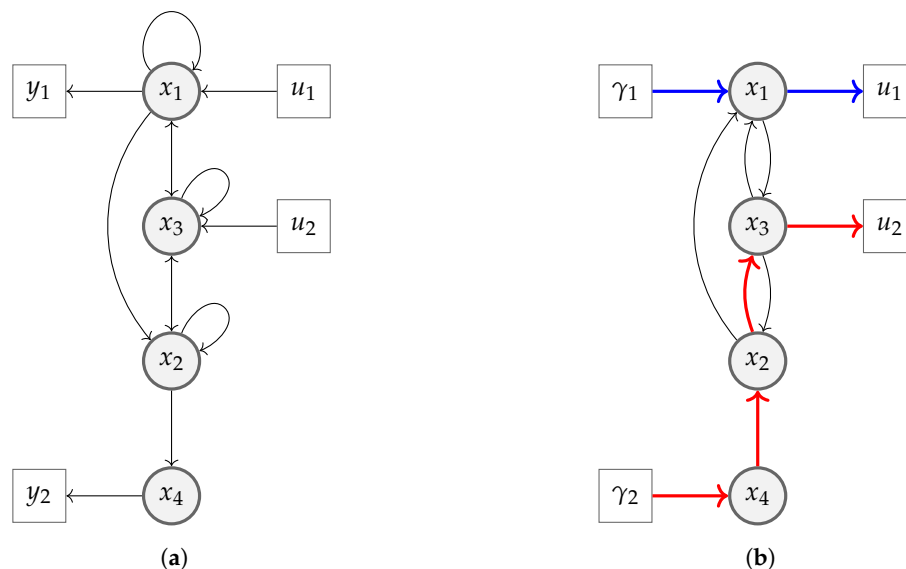 y₁ x₁ u₁ γ₁ x₁ u₁
x₃ u₂ x₃ u₂
x₂ x₂
y₂ x₄ γ₂ x₄
(a) (b)